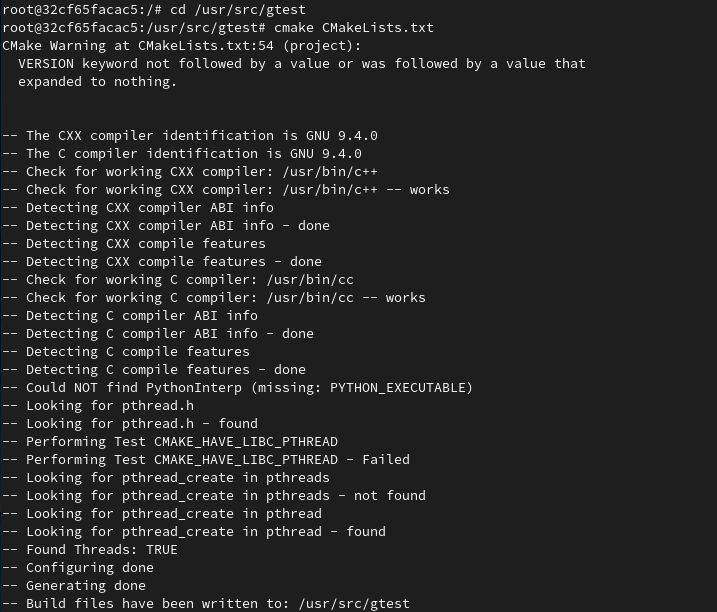 root@32cf65facac5:/# cd /usr/src/gtest
root@32cf65facac5:/usr/src/gtest# cmake CMakeLists.txt
CMake Warning at CMakeLists.txt:54 (project):
  VERSION keyword not followed by a value or was followed by a value that
  expanded to nothing.
-- The CXX compiler identification is GNU 9.4.0
-- The C compiler identification is GNU 9.4.0
-- Check for working CXX compiler: /usr/bin/c++
-- Check for working CXX compiler: /usr/bin/c++ -- works
-- Detecting CXX compiler ABI info
-- Detecting CXX compiler ABI info - done
-- Detecting CXX compile features
-- Detecting CXX compile features - done
-- Check for working C compiler: /usr/bin/cc
-- Check for working C compiler: /usr/bin/cc -- works
-- Detecting C compiler ABI info
-- Detecting C compiler ABI info - done
-- Detecting C compile features
-- Detecting C compile features - done
-- Could NOT find PythonInterp (missing: PYTHON_EXECUTABLE)
-- Looking for pthread.h
-- Looking for pthread.h - found
-- Performing Test CMAKE_HAVE_LIBC_PTHREAD
-- Performing Test CMAKE_HAVE_LIBC_PTHREAD - Failed
-- Looking for pthread_create in pthreads
-- Looking for pthread_create in pthreads - not found
-- Looking for pthread_create in pthread
-- Looking for pthread_create in pthread - found
-- Found Threads: TRUE
-- Configuring done
-- Generating done
-- Build files have been written to: /usr/src/gtest